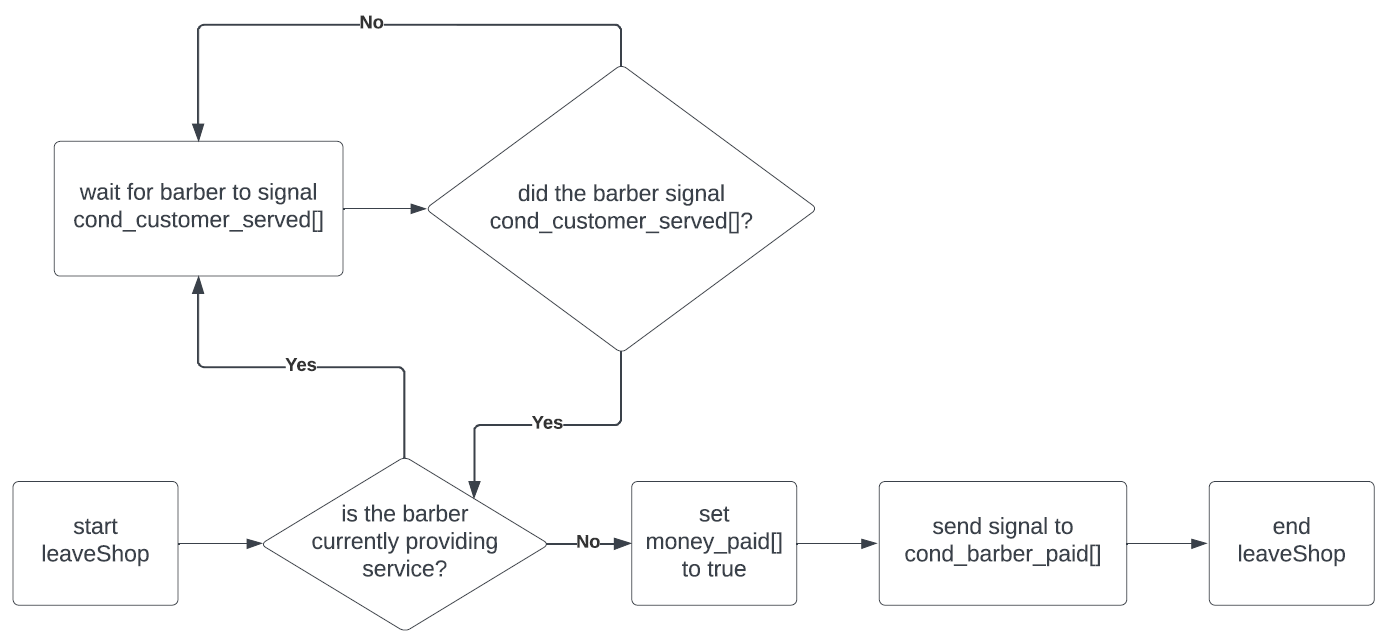 No
wait for barber to signal
cond_customer_served[]
did the barber signal
cond_customer_served[]?
Yes
Yes
start
leaveShop
is the barber
currently providing
service?
No
set
money_paid[]
to true
send signal to
cond_barber_paid[]
end
leaveShop